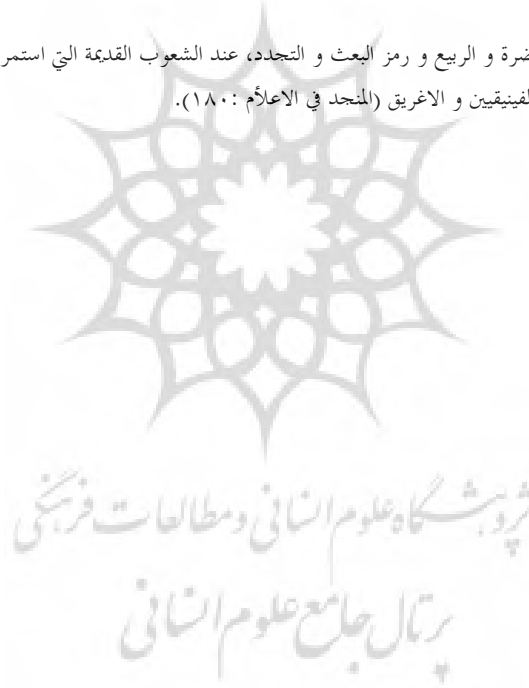 ضرة و الربيع و رمز البعث و التجدد، عند الشعوب القديمة التي استمر
لفينيقيين و الاغريق (المنجد في الاعلأم :١٨٠).
پژوهشگاه علوم انسانی و مطالعات فرهنگی
پرتال جامع علوم انسانی